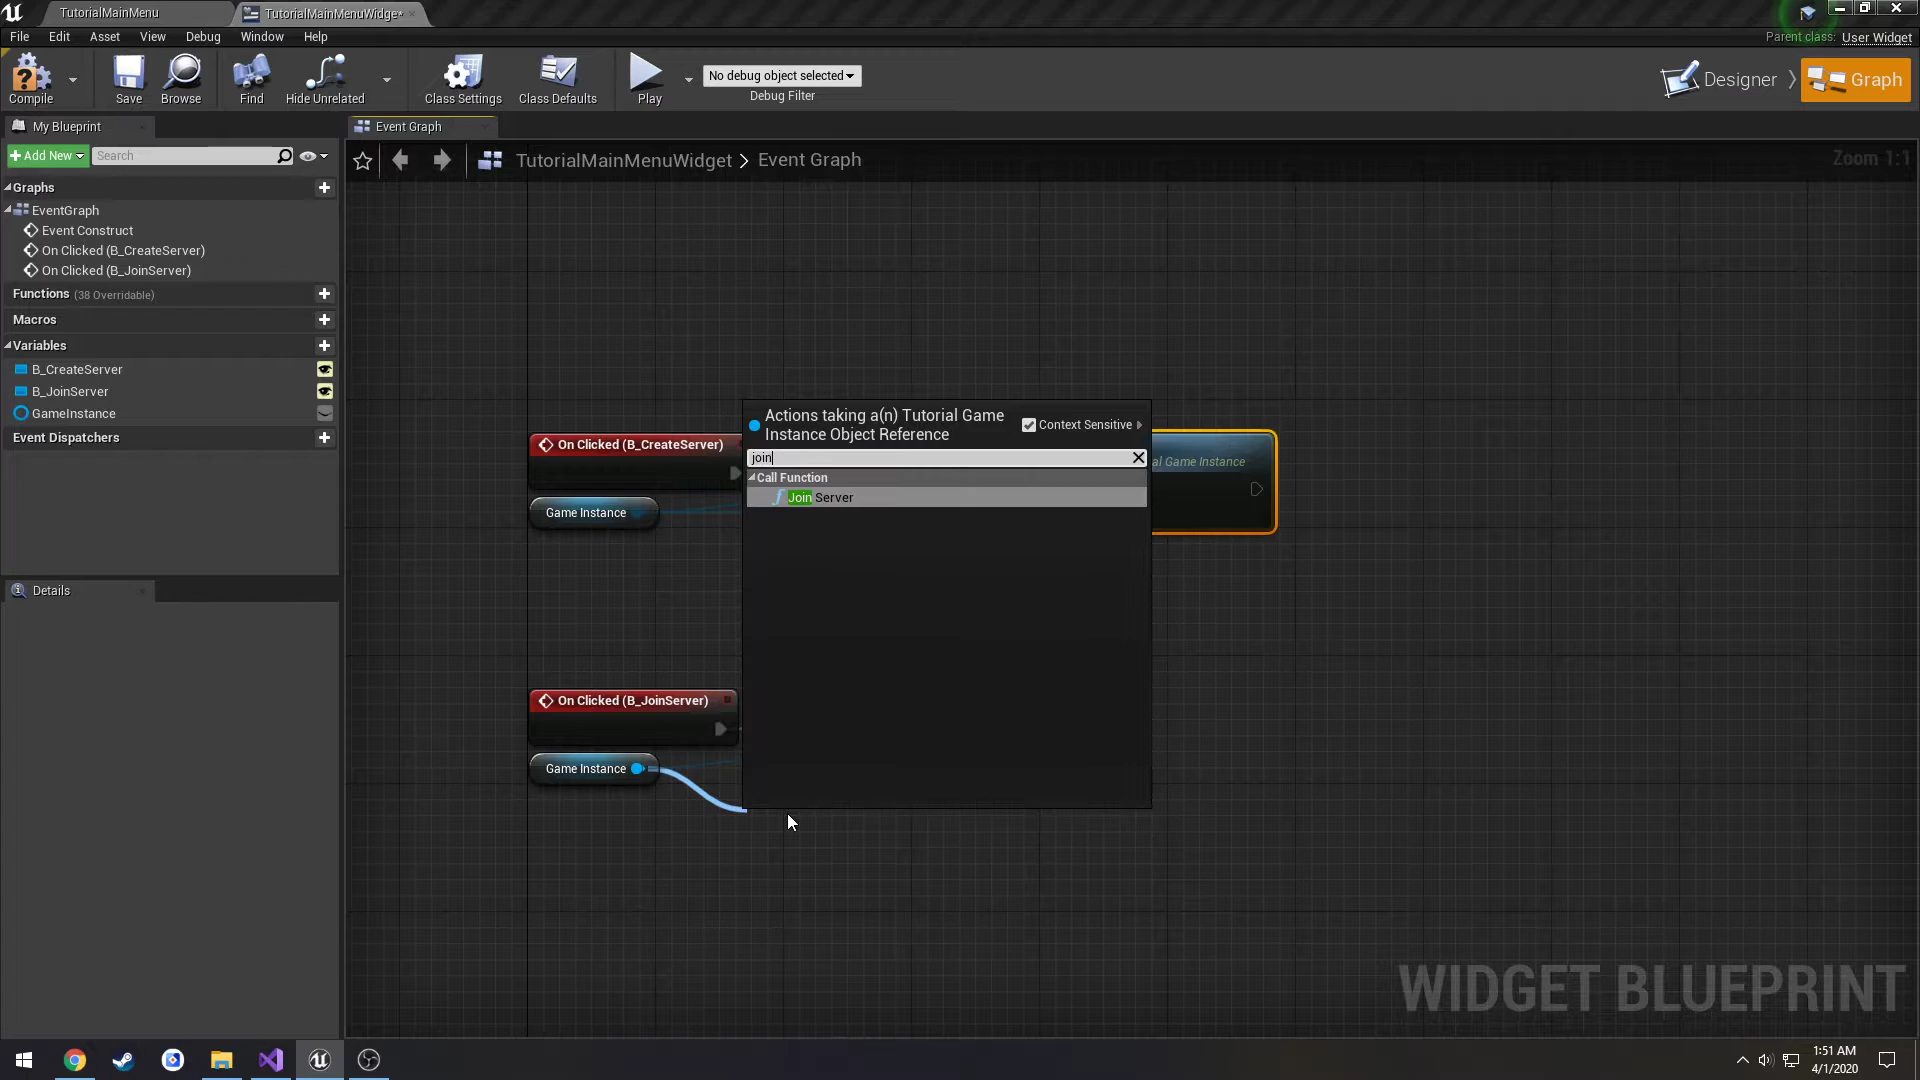 TutorialMainMenu
TutorialMainMenuWidge*
File Edit Asset View Debug Window Help
Parent class: User Widget
Compile
Save
Browse
Find
Hide Unrelated
Class Settings
Class Defaults
Play
No debug object selected
Debug Filter
Designer
Graph
My Blueprint
Event Graph
Add New
Search
TutorialMainMenuWidget > Event Graph
Zoom 1:1
Graphs
EventGraph
Event Construct
On Clicked (B_CreateServer)
On Clicked (B_JoinServer)
Functions (38 Overridable)
Macros
Variables
B_CreateServer
B_JoinServer
GameInstance
Event Dispatchers
Details
On Clicked (B_CreateServer)
Game Instance
Actions taking a(n) Tutorial Game
Instance Object Reference
Context Sensitive
join
Call Function
Join Server
al Game Instance
On Clicked (B_JoinServer)
Game Instance
WIDGET BLUEPRINT
1:51 AM
4/1/2020